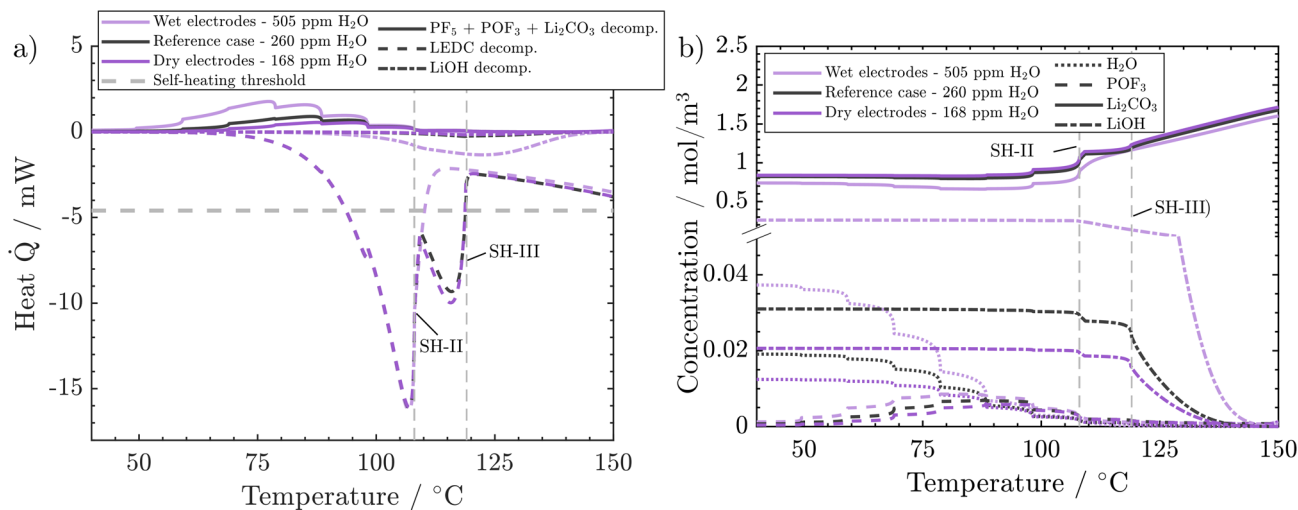 a)
Wet electrodes - 505 ppm H₂O
Reference case - 260 ppm H₂O
Dry electrodes - 168 ppm H₂O
Self-heating threshold
PF₅ + POF₃ + Li₂CO₃ decomp.
LEDC decomp.
LiOH decomp.
5
0
-5
-10
-15
Heat Q̇ / mW
SH-III
SH-II
50
75
100
125
150
Temperature / °C
b)
2.5
2
1.5
1
0.5
0.04
0.02
0
Concentration / mol/m³
Wet electrodes - 505 ppm H₂O
Reference case - 260 ppm H₂O
Dry electrodes - 168 ppm H₂O
H₂O
POF₃
Li₂CO₃
LiOH
SH-II
SH-III)
50
75
100
125
150
Temperature / °C